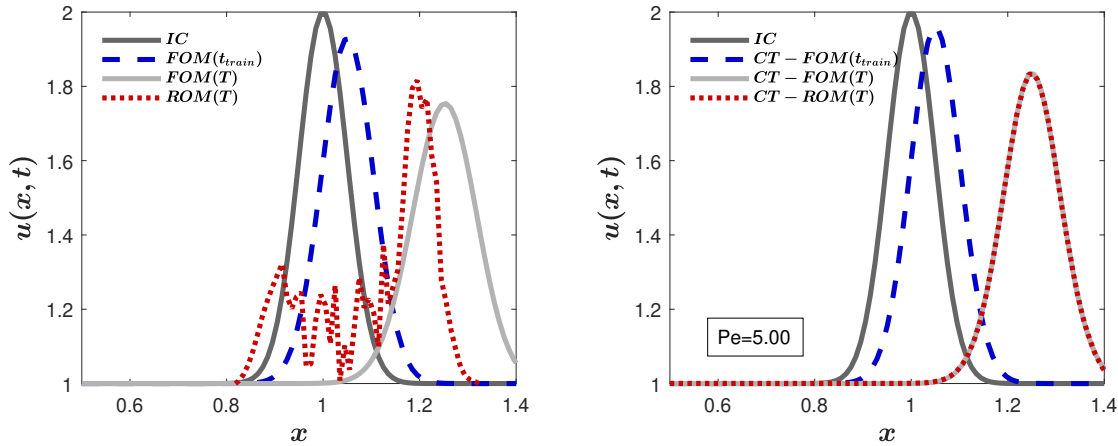 2
1.8
1.6
1.4
1.2
1
0.6
0.8
1
1.2
1.4
u(x, t)
x
IC
FOM(t_train)
FOM(T)
ROM(T)
2
1.8
1.6
1.4
1.2
1
0.6
0.8
1
1.2
1.4
u(x, t)
x
IC
CT − FOM(t_train)
CT − FOM(T)
CT − ROM(T)
Pe=5.00